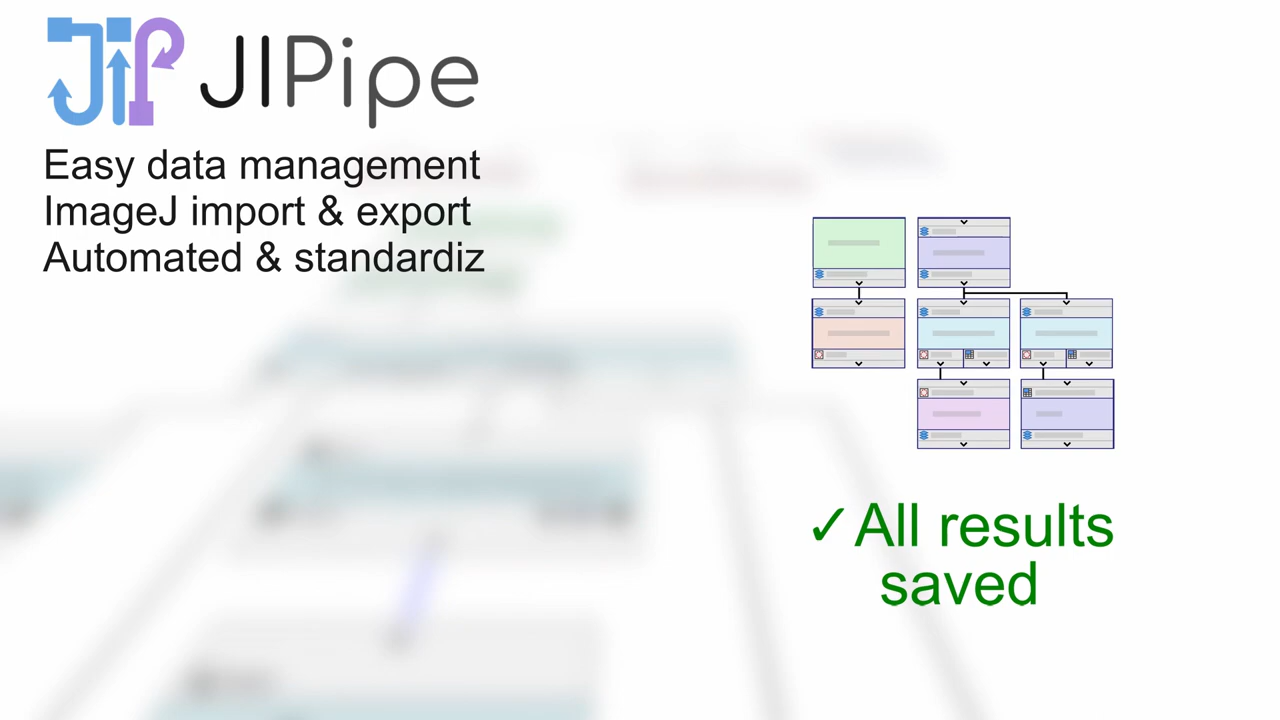 JIPipe
Easy data management
ImageJ import & export
Automated & standardiz
✓All results
saved